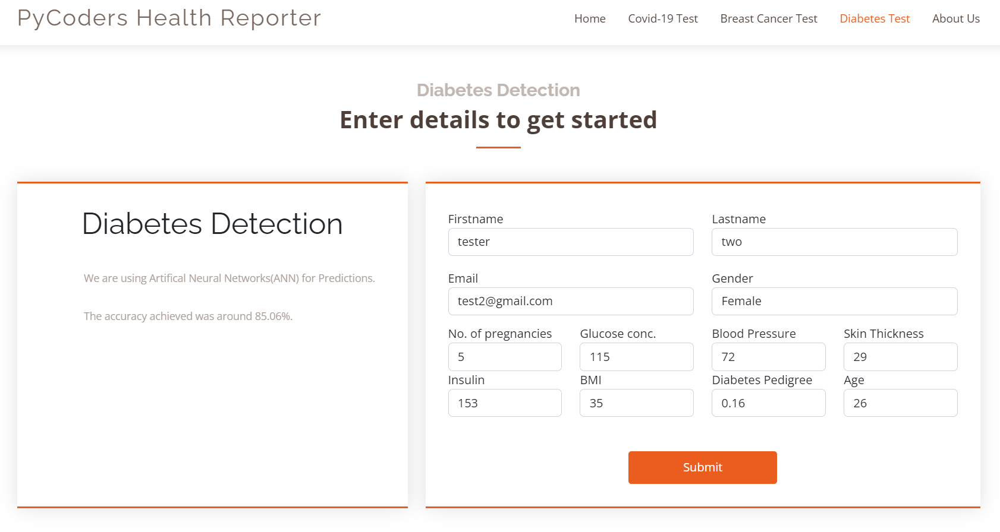 PyCoders Health Reporter
Home Covid-19 Test Breast Cancer Test Diabetes Test About Us
Diabetes Detection
Enter details to get started
Diabetes Detection
We are using Artifical Neural Networks(ANN) for Predictions.
The accuracy achieved was around 85.06%.
Firstname Lastname
tester two
Email Gender
test2@gmail.com Female
No. of pregnancies Glucose conc. Blood Pressure Skin Thickness
5 115 72 29
Insulin BMI Diabetes Pedigree Age
153 35 0.16 26
Submit